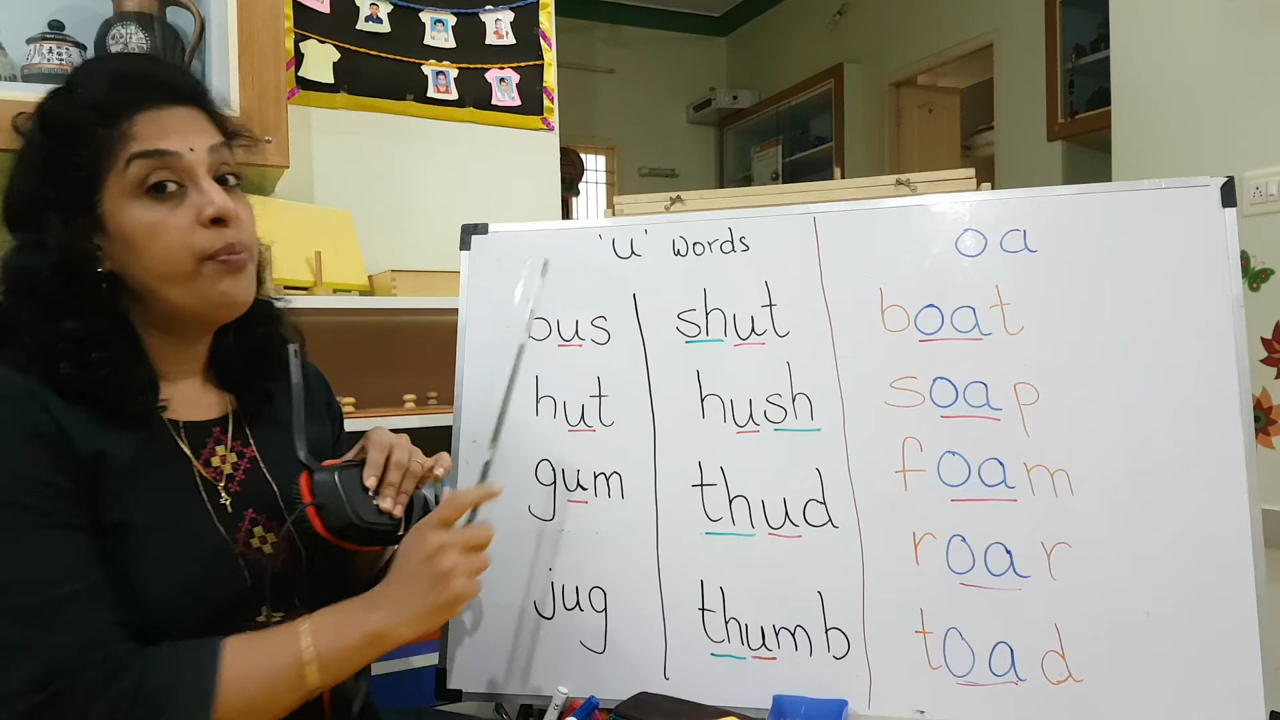 'u' words
bus
hut
gum
jug
shut
hush
thud
thumb
oa
boat
soap
foam
roar
toad